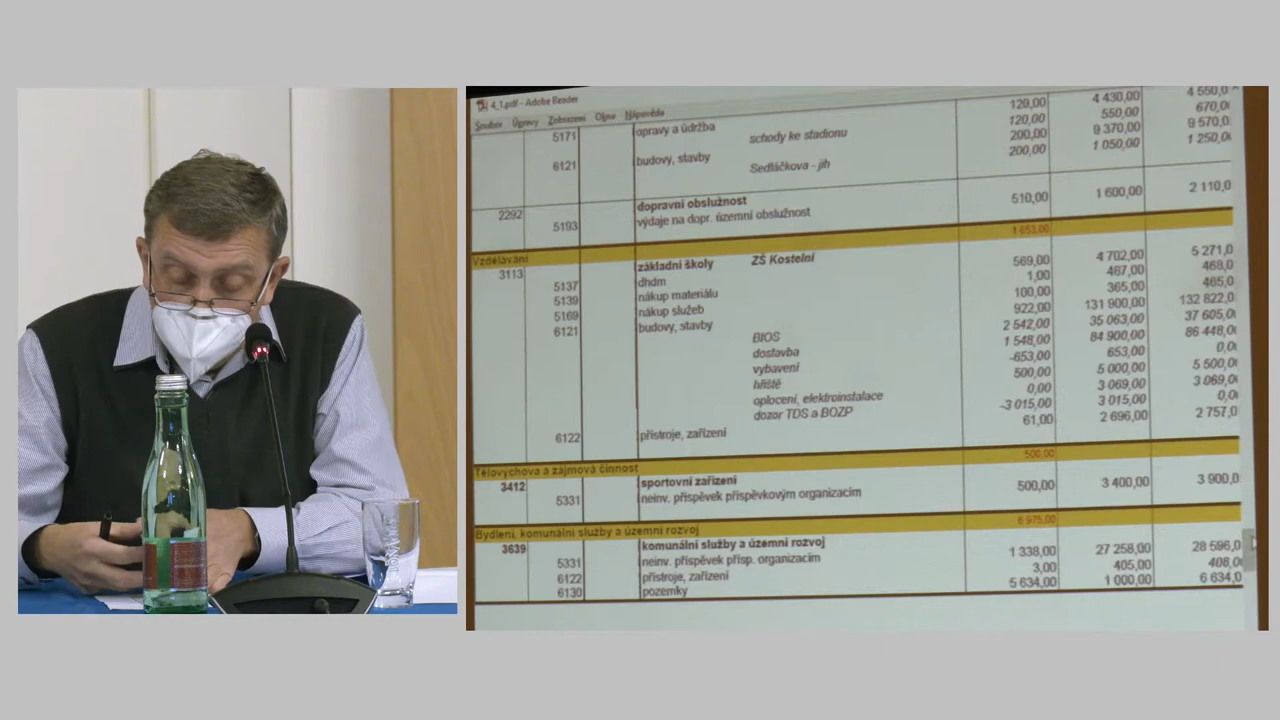 4_1.pdf - Adobe Reader
Soubor Úpravy Zobrazení Okna Nápověda
120,00 4 430,00 4 550,0
5171 opravy a údržba schody ke stadionu 120,00 550,00 670,0
200,00 9 370,00 9 570,0
6121 budovy, stavby Sedláčkova - jih 200,00 1 050,00 1 250,0
2292 dopravní obslužnost
5193 výdaje na dopr. územní obslužnost 510,00 1 600,00 2 110,0
Vzdělávání 1 653,00
3113 základní školy ZŠ Kostelní
5137 dhdm 569,00 4 702,00 5 271,0
5139 nákup materiálu 1,00 467,00 468,0
5169 nákup služeb 100,00 365,00 465,0
6121 budovy, stavby 922,00 131 900,00 132 822,0
BIOS 2 542,00 35 063,00 37 605,0
dostavba 1 548,00 84 900,00 86 448,0
vybavení -653,00 653,00 0,0
hřiště 500,00 5 000,00 5 500,0
oplocení, elektroinstalace 0,00 3 069,00 3 069,0
dozor TDS a BOZP -3 015,00 3 015,00 0,0
6122 přístroje, zařízení 61,00 2 696,00 2 757,0
Tělovýchova a zájmová činnost 500,00
3412 sportovní zařízení
5331 neinv. příspěvek příspěvkovým organizacím 500,00 3 400,00 3 900,0
Bydlení, komunální služby a územní rozvoj 6 975,00
3639 komunální služby a územní rozvoj
5331 neinv. příspěvek přísp. organizacím 1 338,00 27 258,00 28 596,0
6122 přístroje, zařízení 3,00 405,00 408,0
6130 pozemky 5 634,00 1 000,00 6 634,0